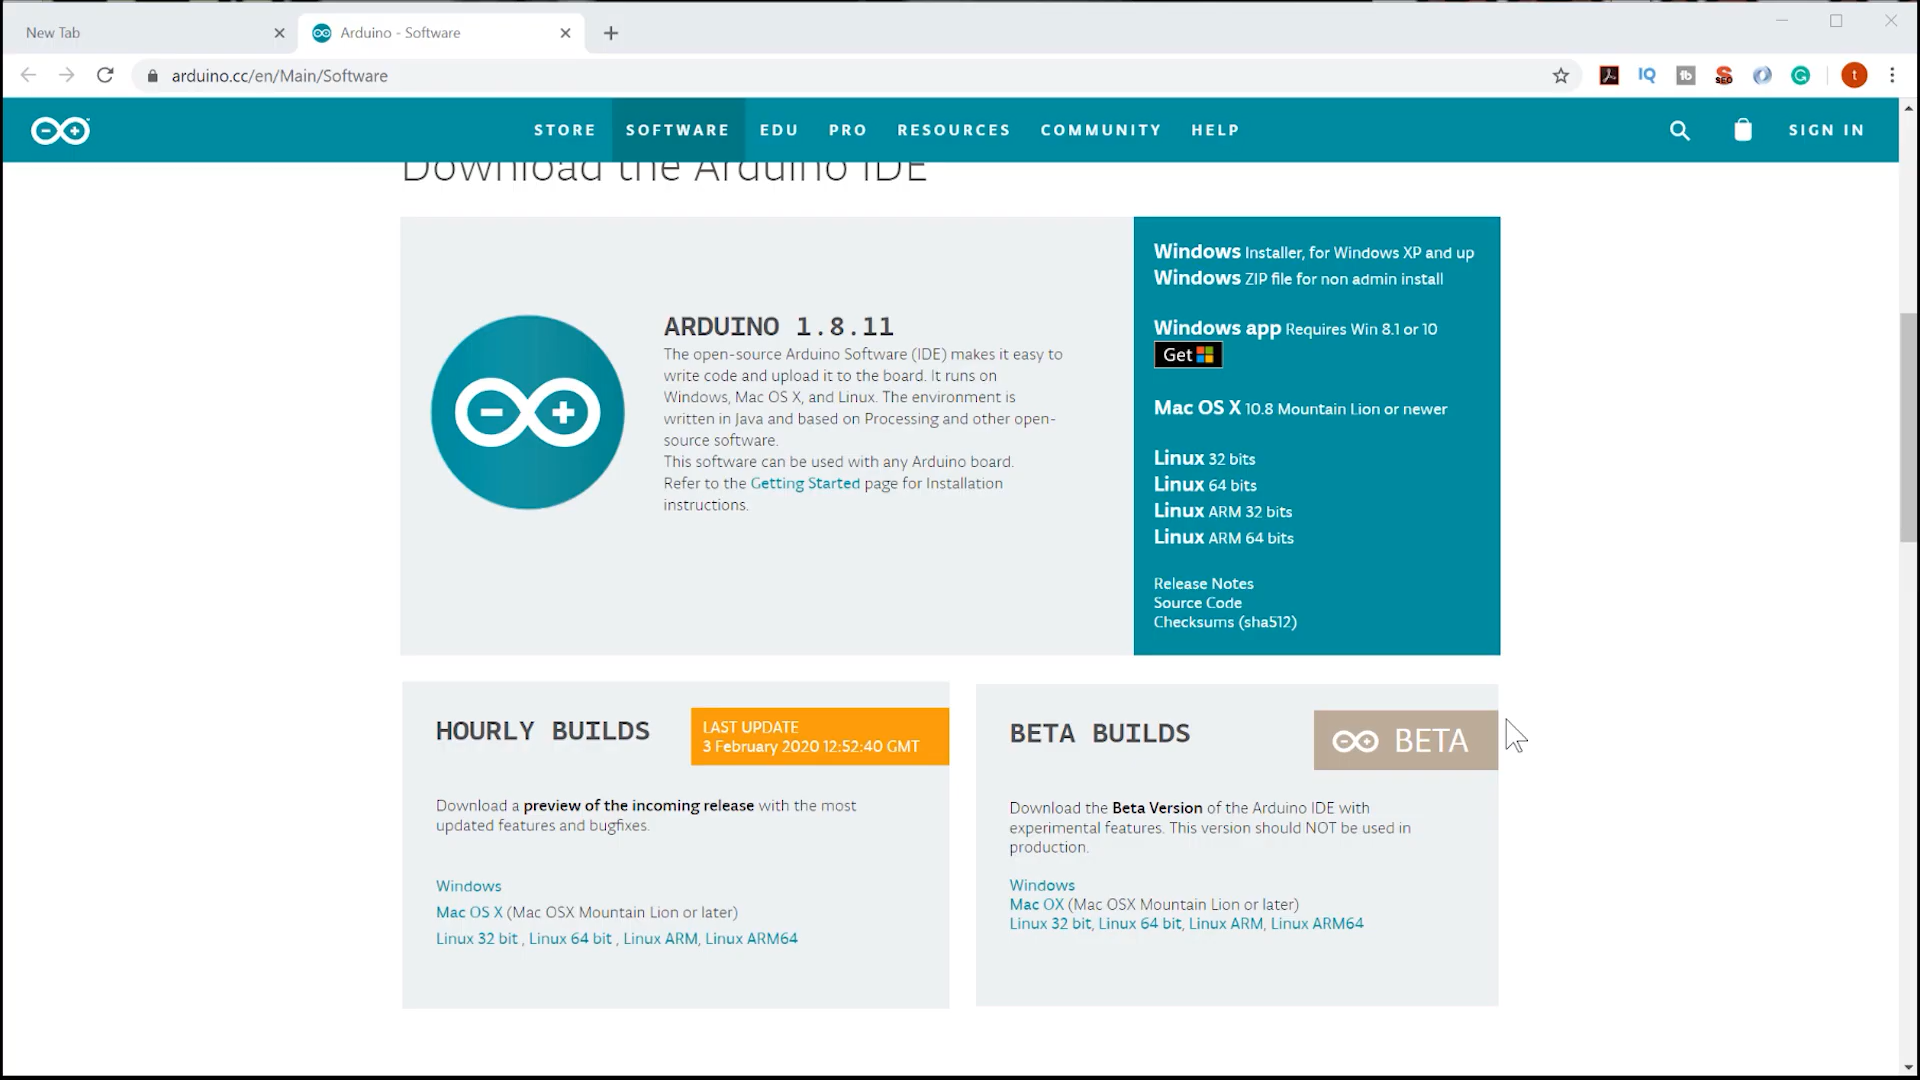 New Tab
Arduino - Software
arduino.cc/en/Main/Software
IQ
tb
SEO
t
STORE SOFTWARE EDU PRO RESOURCES COMMUNITY HELP
SIGN IN
Download the Arduino IDE
ARDUINO 1.8.11
The open-source Arduino Software (IDE) makes it easy to
write code and upload it to the board. It runs on
Windows, Mac OS X, and Linux. The environment is
written in Java and based on Processing and other open-
source software.
This software can be used with any Arduino board.
Refer to the Getting Started page for Installation
instructions.
Windows Installer, for Windows XP and up
Windows ZIP file for non admin install
Windows app Requires Win 8.1 or 10
Get
Mac OS X 10.8 Mountain Lion or newer
Linux 32 bits
Linux 64 bits
Linux ARM 32 bits
Linux ARM 64 bits
Release Notes
Source Code
Checksums (sha512)
HOURLY BUILDS
LAST UPDATE
3 February 2020 12:52:40 GMT
Download a preview of the incoming release with the most
updated features and bugfixes.
Windows
Mac OS X (Mac OSX Mountain Lion or later)
Linux 32 bit , Linux 64 bit , Linux ARM, Linux ARM64
BETA BUILDS
BETA
Download the Beta Version of the Arduino IDE with
experimental features. This version should NOT be used in
production.
Windows
Mac OX (Mac OSX Mountain Lion or later)
Linux 32 bit, Linux 64 bit, Linux ARM, Linux ARM64